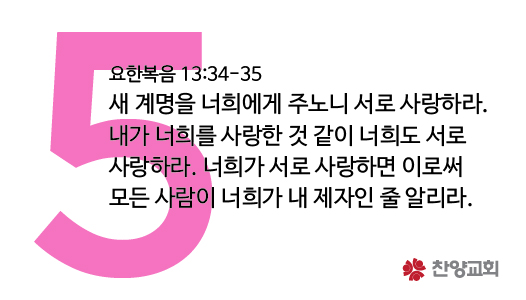 5
요한복음 13:34-35
새 계명을 너희에게 주노니 서로 사랑하라.
내가 너희를 사랑한 것 같이 너희도 서로
사랑하라. 너희가 서로 사랑하면 이로써
모든 사람이 너희가 내 제자인 줄 알리라.
찬양교회